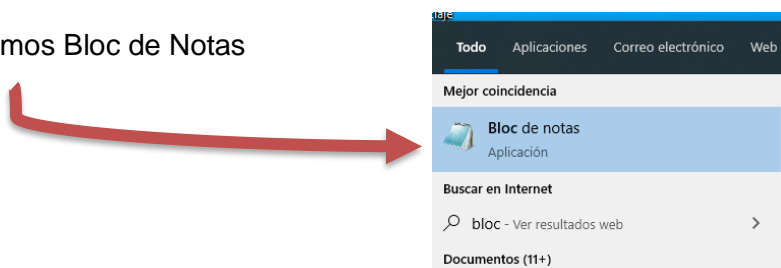 mos Bloc de Notas
Todo Aplicaciones Correo electrónico Web
Mejor coincidencia
Bloc de notas
Aplicación
Buscar en Internet
bloc - Ver resultados web
Documentos (11+)